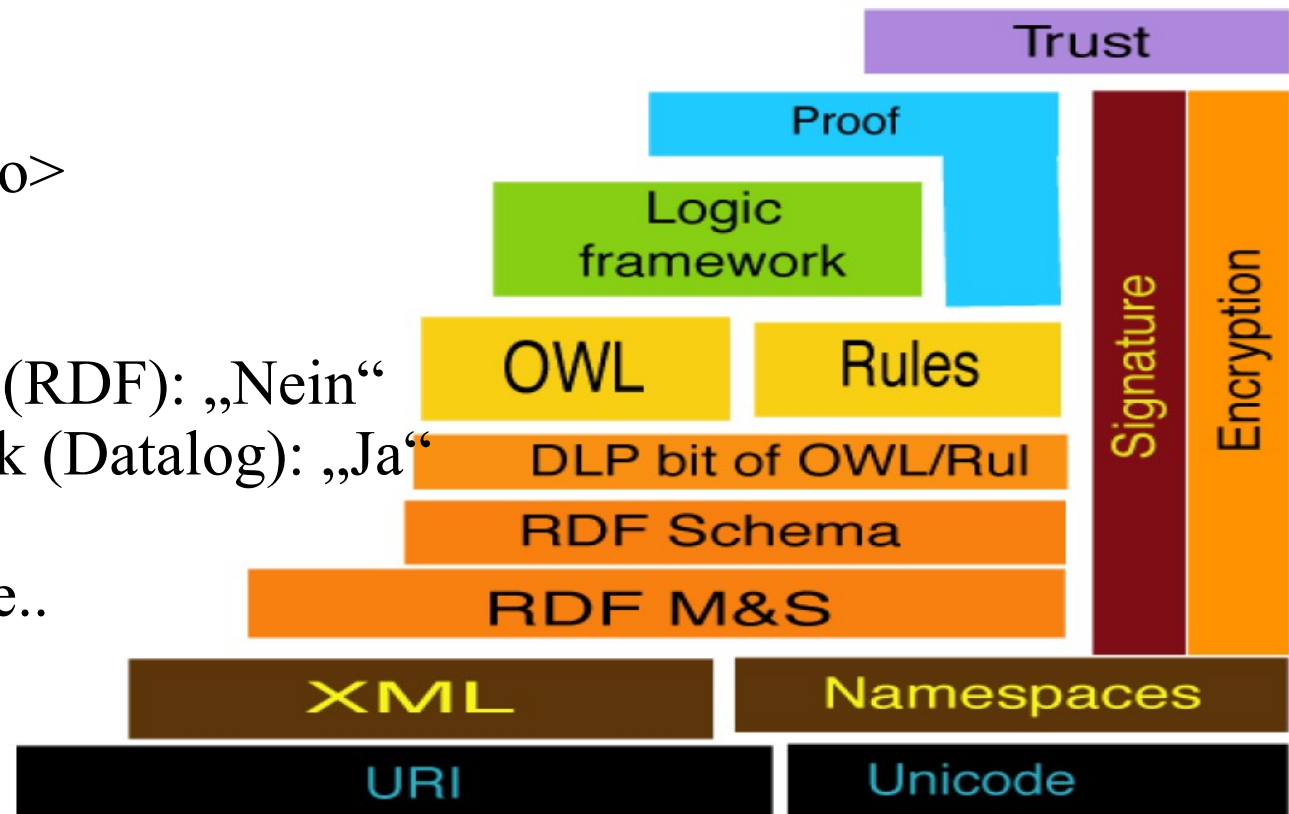 Trust
Proof
o>
Logic
framework
Signature
Encryption
OWL
Rules
(RDF): „Nein“
k (Datalog): „Ja“
DLP bit of OWL/Rul
RDF Schema
e..
RDF M&S
XML
Namespaces
URI
Unicode